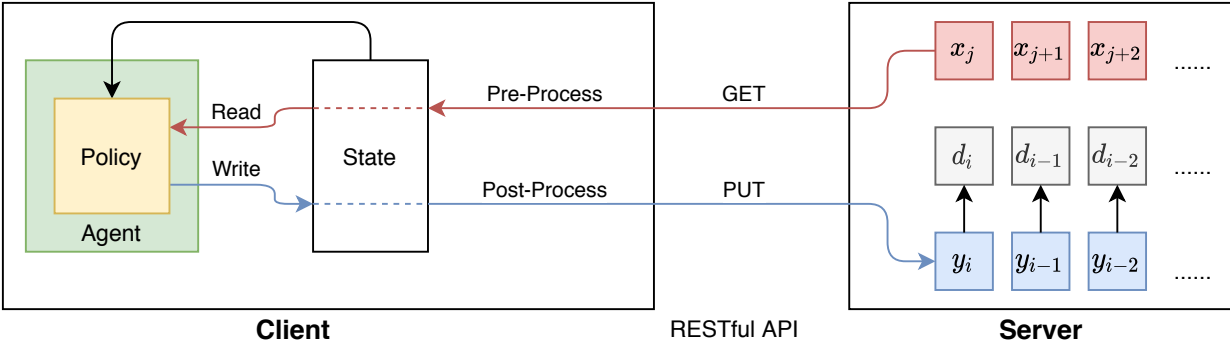 Policy
Agent
Read
Write
State
Pre-Process
Post-Process
GET
PUT
x_j x_{j+1} x_{j+2} ......
d_i d_{i-1} d_{i-2} ......
y_i y_{i-1} y_{i-2} ......
Client
RESTful API
Server